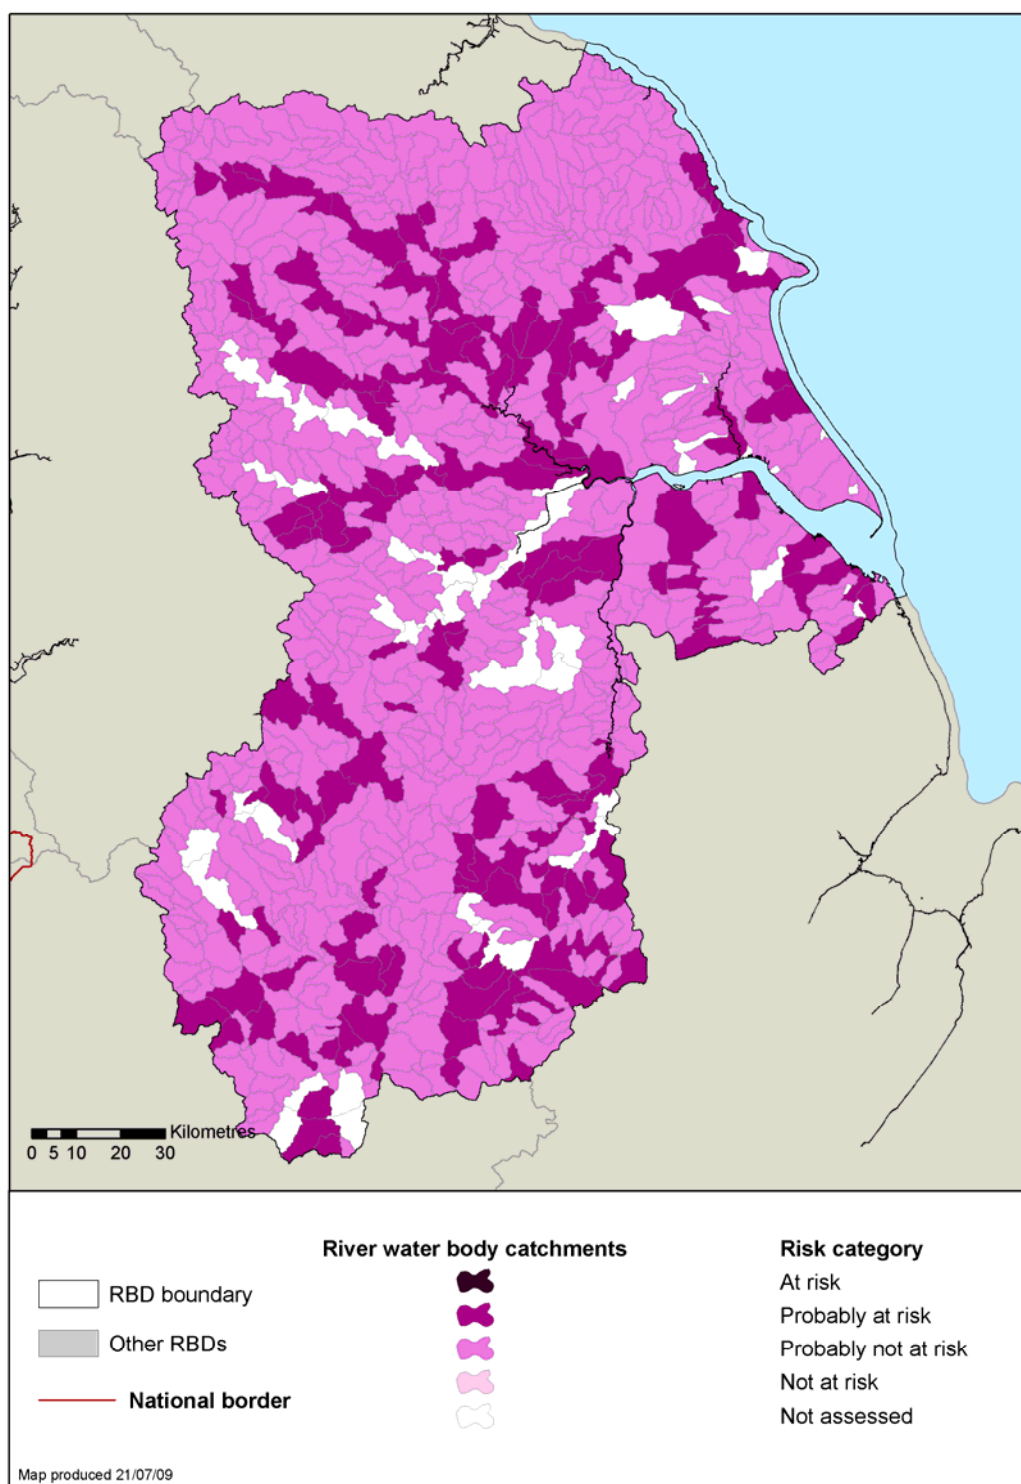 Kilometres
0 5 10 20 30
River water body catchments
Risk category
RBD boundary
Other RBDs
National border
At risk
Probably at risk
Probably not at risk
Not at risk
Not assessed
Map produced 21/07/09